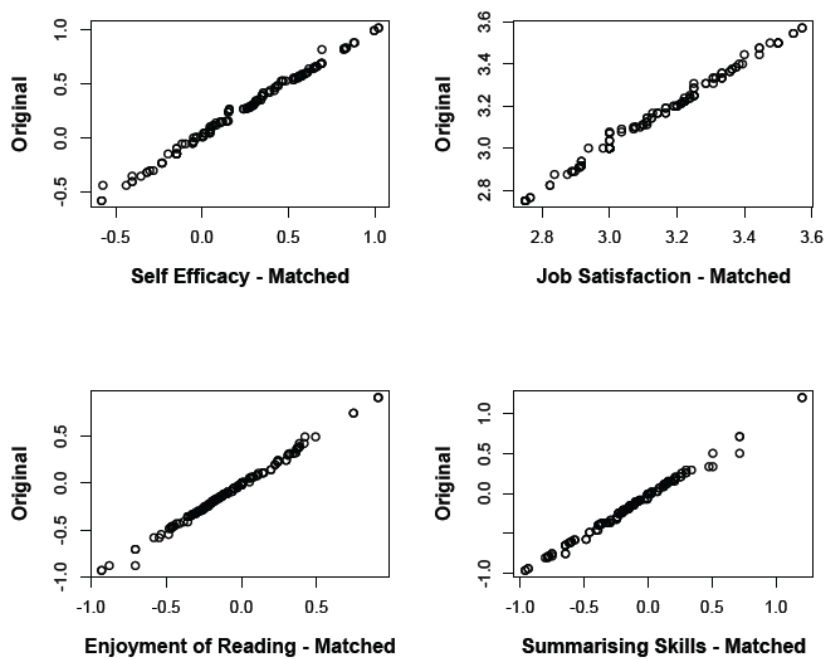 Original
1.0
0.5
0.0
-0.5
-0.5 0.0 0.5 1.0
Self Efficacy - Matched
Original
3.6
3.4
3.2
3.0
2.8
2.8 3.0 3.2 3.4 3.6
Job Satisfaction - Matched
Original
0.5
0.0
-0.5
-1.0
-1.0 -0.5 0.0 0.5
Enjoyment of Reading - Matched
Original
1.0
0.5
0.0
-1.0
-1.0 -0.5 0.0 0.5 1.0
Summarising Skills - Matched